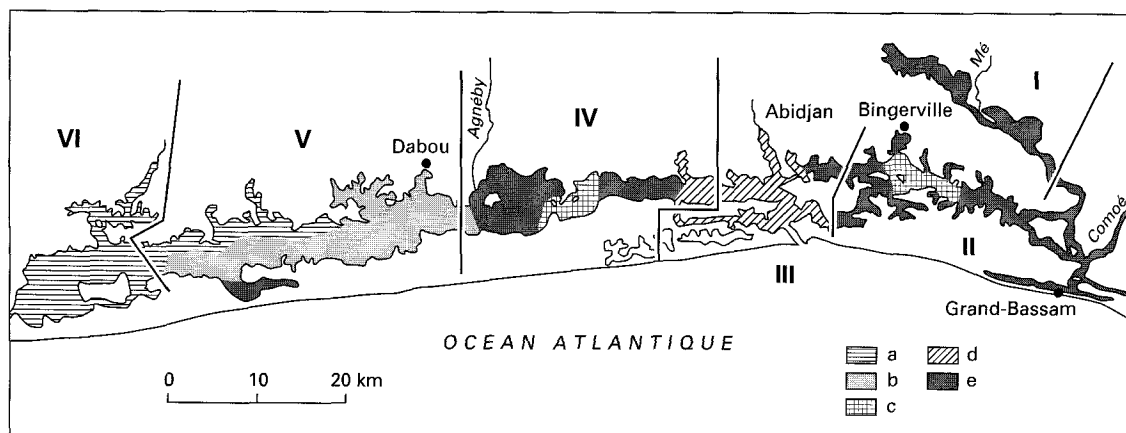 Mé
I
Agnéby
IV
Abidjan
Bingerville
VI
V
Dabou
Comoé
II
III
Grand-Bassam
OCEAN ATLANTIQUE
a
d
0 10 20 km
b
e
c